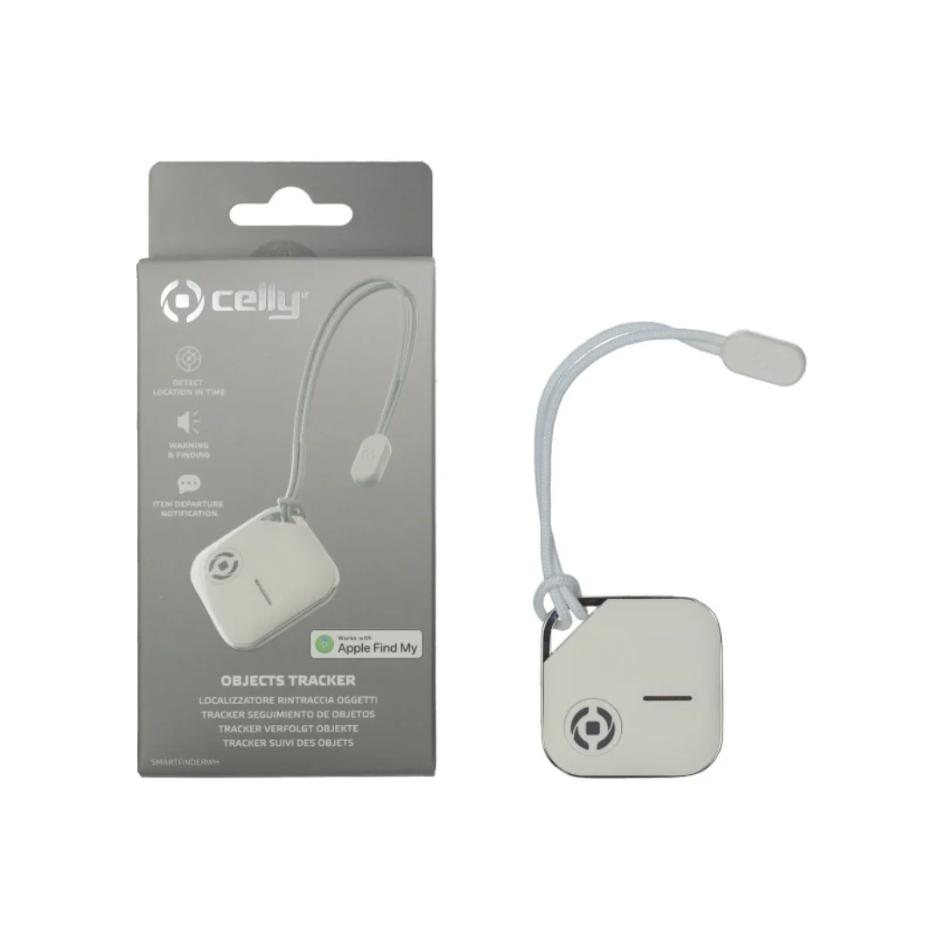 celly
DETECT
LOCATION IN TIME
WARNING
& FINDING
ITEM DEPARTURE
NOTIFICATION
Works with
Apple Find My
OBJECTS TRACKER
LOCALIZZATORE RINTRACCIA OGGETTI
TRACKER SEGUIMIENTO DE OBJETOS
TRACKER VERFOLGT OBJEKTE
TRACKER SUIVI DES OBJETS
SMARTFINDERWH